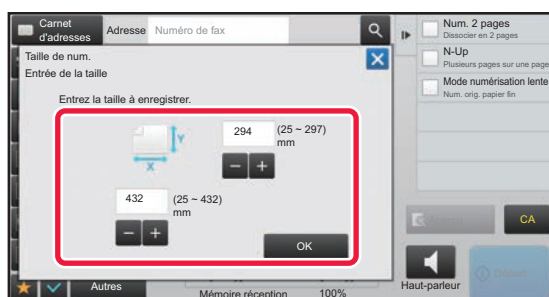 Carnet
d'adresses
Adresse
Numéro de fax
Num. 2 pages
Dissocier en 2 pages
N-Up
Plusieurs pages sur une page
Mode numérisation lente
Num. orig. papier fin
Taille de num.
Entrée de la taille
Entrez la taille à enregistrer.
Y
X
294
(25 ~ 297)
mm
432
(25 ~ 432)
mm
OK
CA
Autres
Mémoire réception
100%
Haut-parleur
Départ